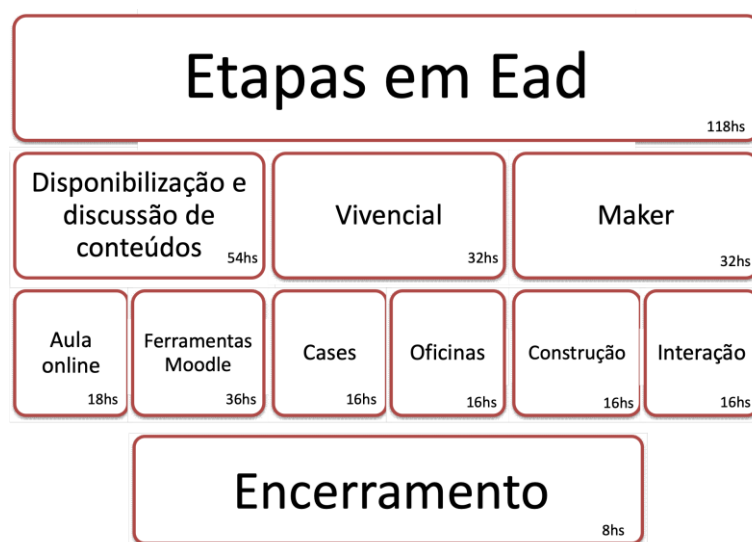 Etapas em Ead
118hs
Disponibilização e
discussão de
conteúdos
54hs
Vivencial
32hs
Maker
32hs
Aula
online
18hs
Ferramentas
Moodle
36hs
Cases
16hs
Oficinas
16hs
Construção
16hs
Interação
16hs
Encerramento
8hs